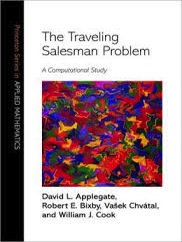 Princeton Series in APPLIED MATHEMATICS
The Traveling
Salesman Problem
A Computational Study
David L. Applegate,
Robert E. Bixby, Vašek Chvátal,
and William J. Cook